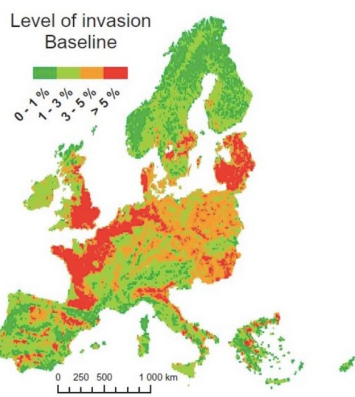 Level of invasion
Baseline
0 - 1 %
1 - 3 %
3 - 5 %
> 5 %
0 250 500 1 000 km